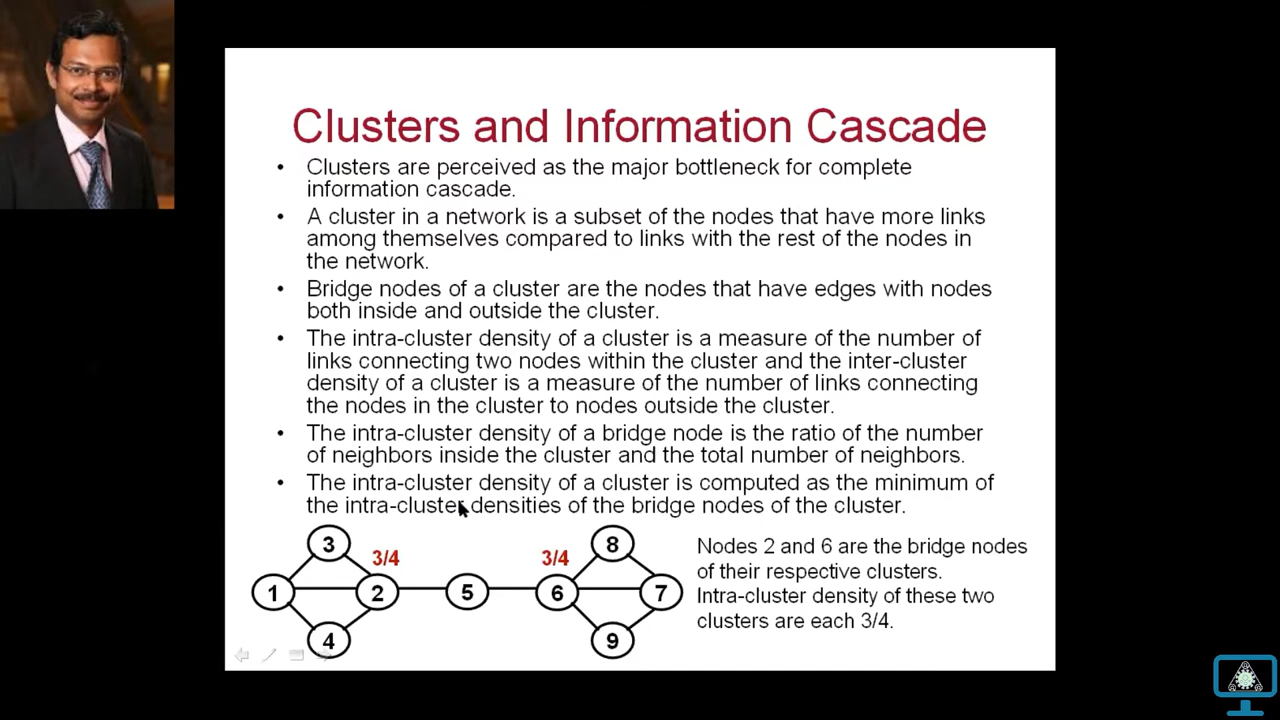 Clusters and Information Cascade
• Clusters are perceived as the major bottleneck for complete
information cascade.
• A cluster in a network is a subset of the nodes that have more links
among themselves compared to links with the rest of the nodes in
the network.
• Bridge nodes of a cluster are the nodes that have edges with nodes
both inside and outside the cluster.
• The intra-cluster density of a cluster is a measure of the number of
links connecting two nodes within the cluster and the inter-cluster
density of a cluster is a measure of the number of links connecting
the nodes in the cluster to nodes outside the cluster.
• The intra-cluster density of a bridge node is the ratio of the number
of neighbors inside the cluster and the total number of neighbors.
• The intra-cluster density of a cluster is computed as the minimum of
the intra-cluster densities of the bridge nodes of the cluster.
3 8
3/4 3/4
1 2 5 6 7
4 9
Nodes 2 and 6 are the bridge nodes
of their respective clusters.
Intra-cluster density of these two
clusters are each 3/4.